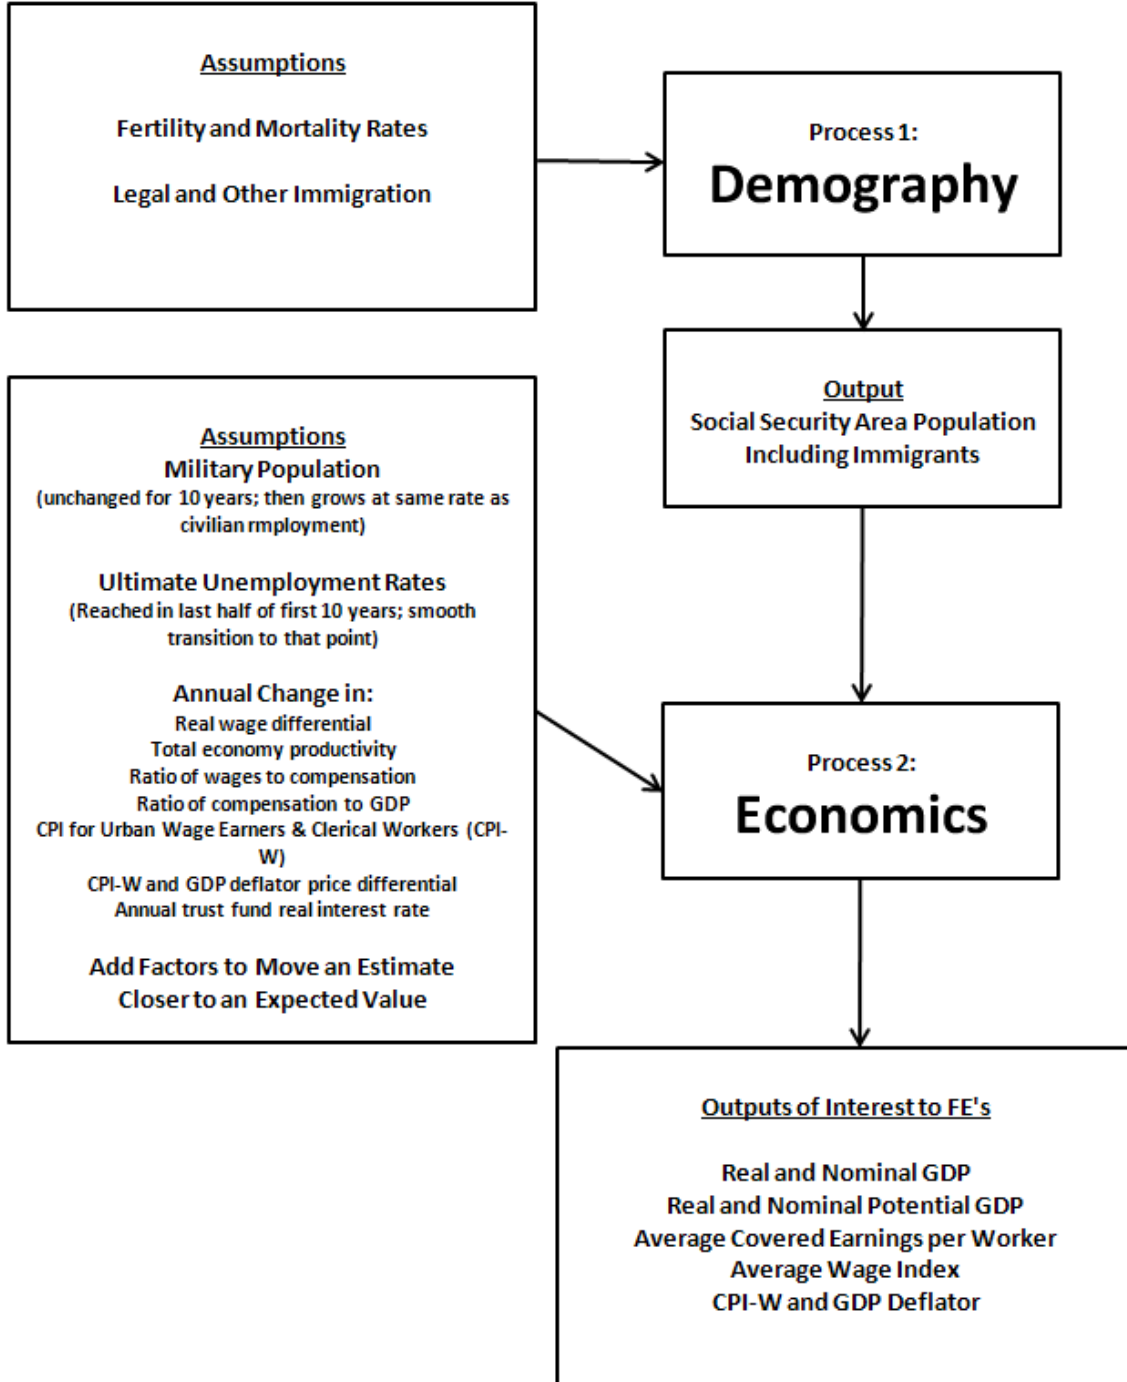 Assumptions
Fertility and Mortality Rates
Legal and Other Immigration
Process 1:
Demography
Output
Social Security Area Population
Including Immigrants
Assumptions
Military Population
(unchanged for 10 years; then grows at same rate as
civilian rmployment)
Ultimate Unemployment Rates
(Reached in last half of first 10 years; smooth
transition to that point)
Annual Change in:
Real wage differential
Total economy productivity
Ratio of wages to compensation
Ratio of compensation to GDP
CPI for Urban Wage Earners & Clerical Workers (CPI-
W)
CPI-W and GDP deflator price differential
Annual trust fund real interest rate
Add Factors to Move an Estimate
Closer to an Expected Value
Process 2:
Economics
Outputs of Interest to FE's
Real and Nominal GDP
Real and Nominal Potential GDP
Average Covered Earnings per Worker
Average Wage Index
CPI-W and GDP Deflator